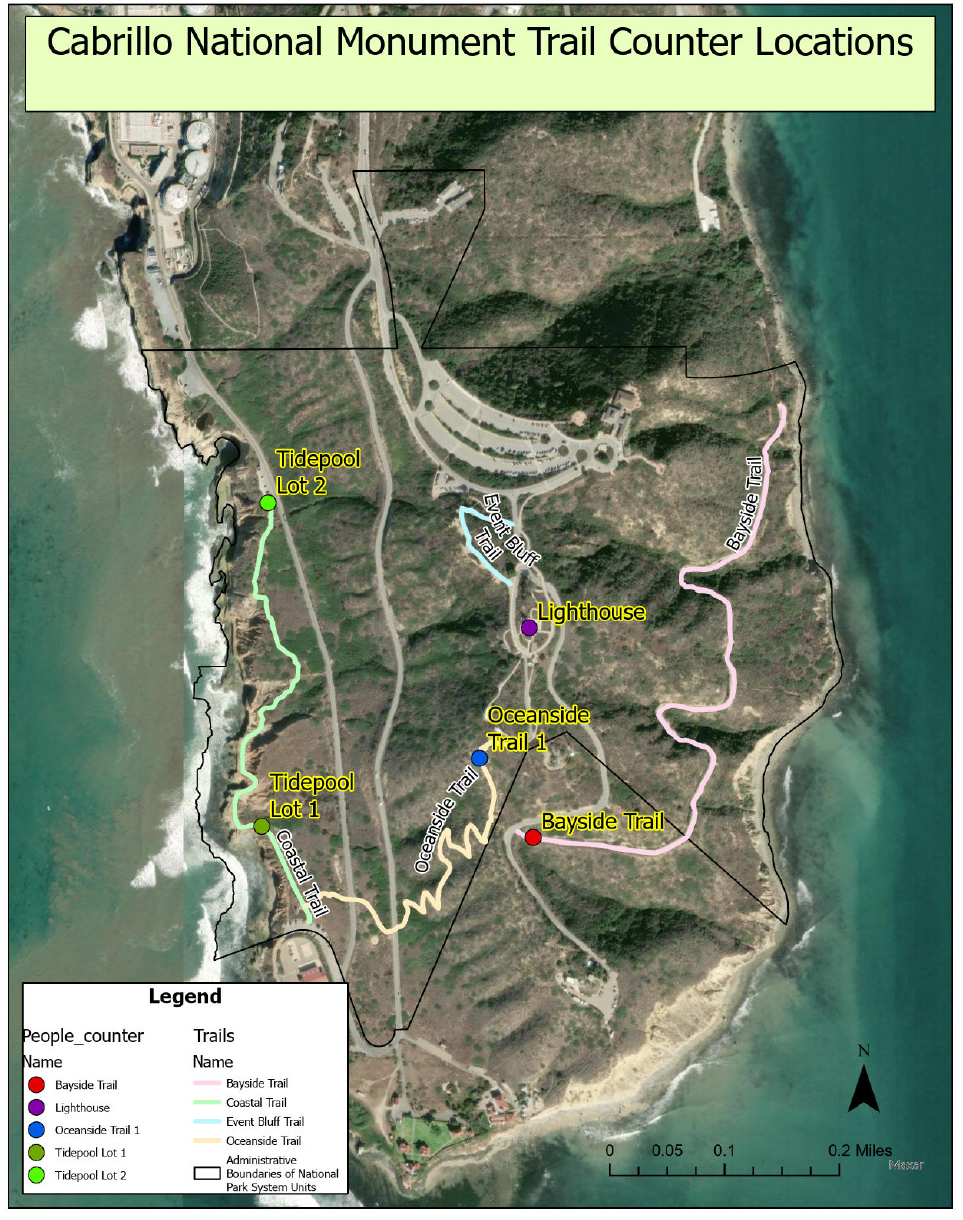 Cabrillo National Monument Trail Counter Locations
Tidepool
Lot 2
Event Bluff
Trail
Bayside Trail
Lighthouse
Oceanside
Trail 1
Tidepool
Lot 1
Oceanside Trail
Coastal Trail
Bayside Trail
Legend
People_counter
Name
Bayside Trail
Lighthouse
Oceanside Trail 1
Tidepool Lot 1
Tidepool Lot 2
Trails
Name
Bayside Trail
Coastal Trail
Event Bluff Trail
Oceanside Trail
Administrative
Boundaries of National
Park System Units
N
0 0.05 0.1 0.2 Miles
Maxar